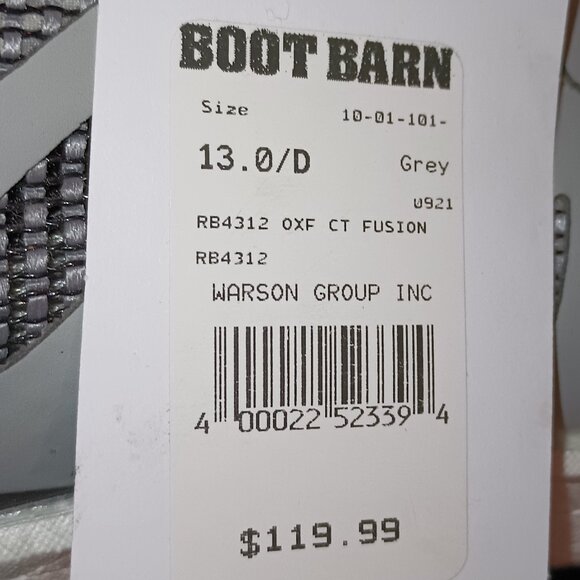 BOOT BARN
Size 10-01-101-
13.0/D Grey
W921
RB4312 OXF CT FUSION
RB4312
WARSON GROUP INC
4 00022 52339 4
$119.99